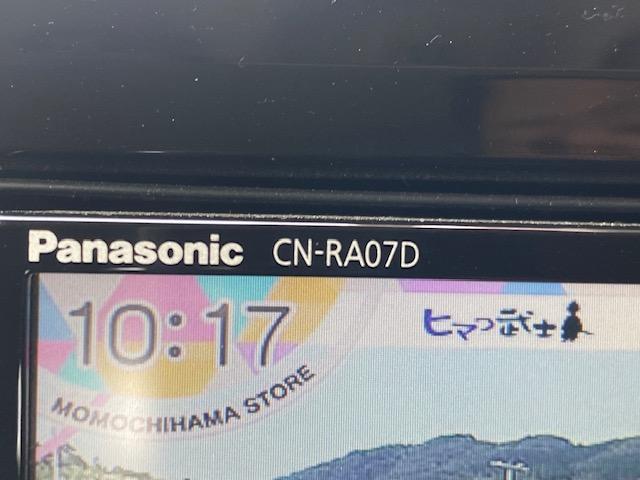 Panasonic CN-RA07D
10:17
MOMOCHIHAMA STORE
ヒマつ武士